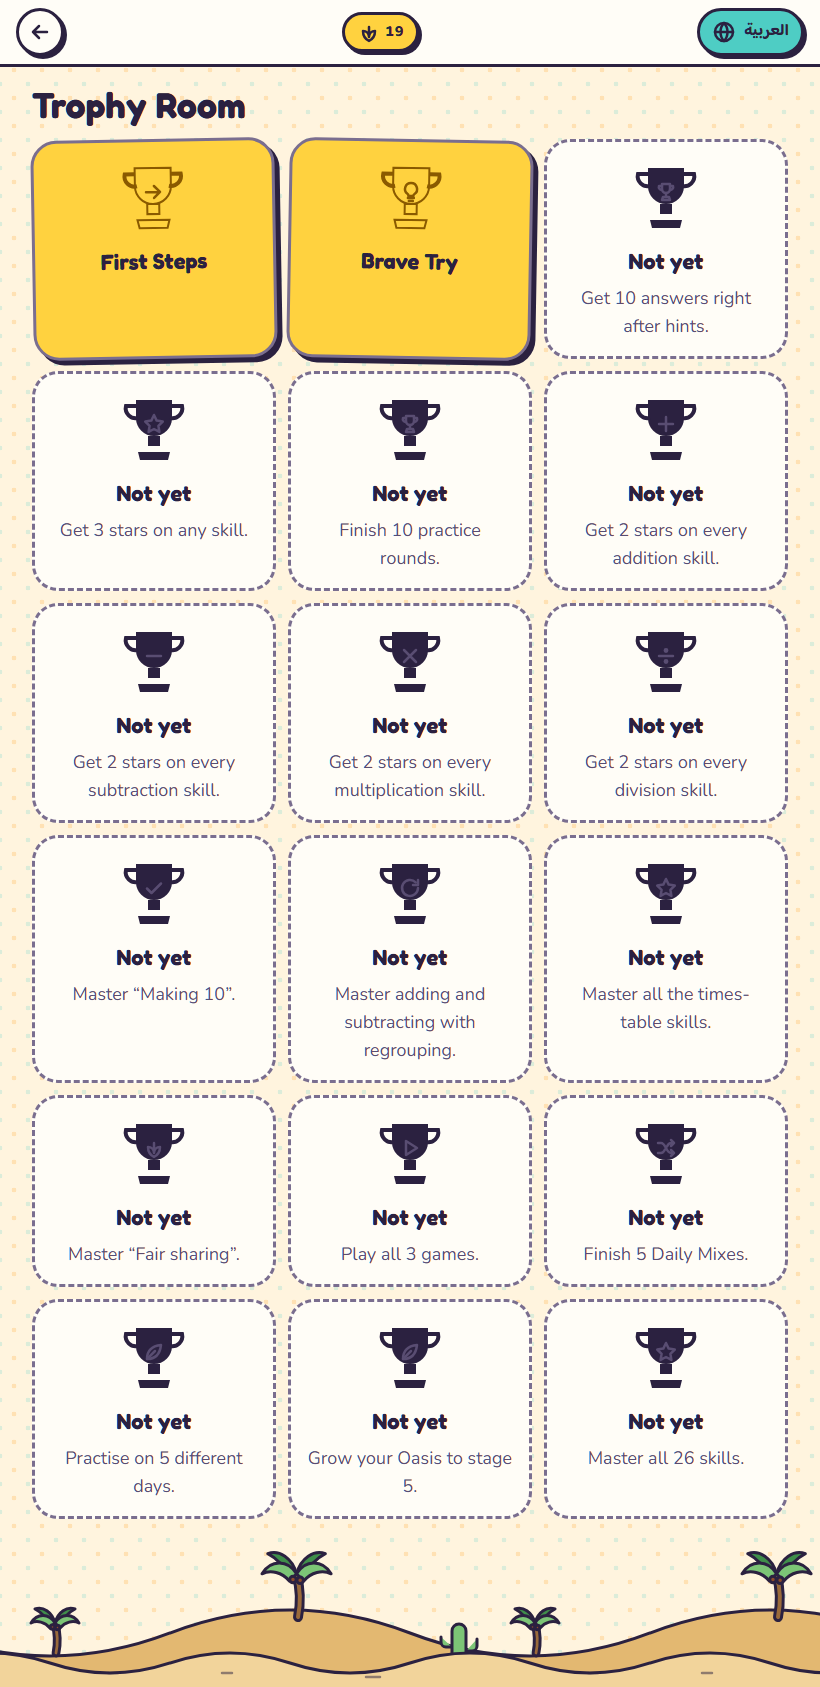 19
العربية
Trophy Room
First Steps
Brave Try
Not yet
Get 10 answers right
after hints.
Not yet
Get 3 stars on any skill.
Not yet
Finish 10 practice
rounds.
Not yet
Get 2 stars on every
addition skill.
Not yet
Get 2 stars on every
subtraction skill.
Not yet
Get 2 stars on every
multiplication skill.
Not yet
Get 2 stars on every
division skill.
Not yet
Master “Making 10”.
Not yet
Master adding and
subtracting with
regrouping.
Not yet
Master all the times-
table skills.
Not yet
Master “Fair sharing”.
Not yet
Play all 3 games.
Not yet
Finish 5 Daily Mixes.
Not yet
Practise on 5 different
days.
Not yet
Grow your Oasis to stage
5.
Not yet
Master all 26 skills.